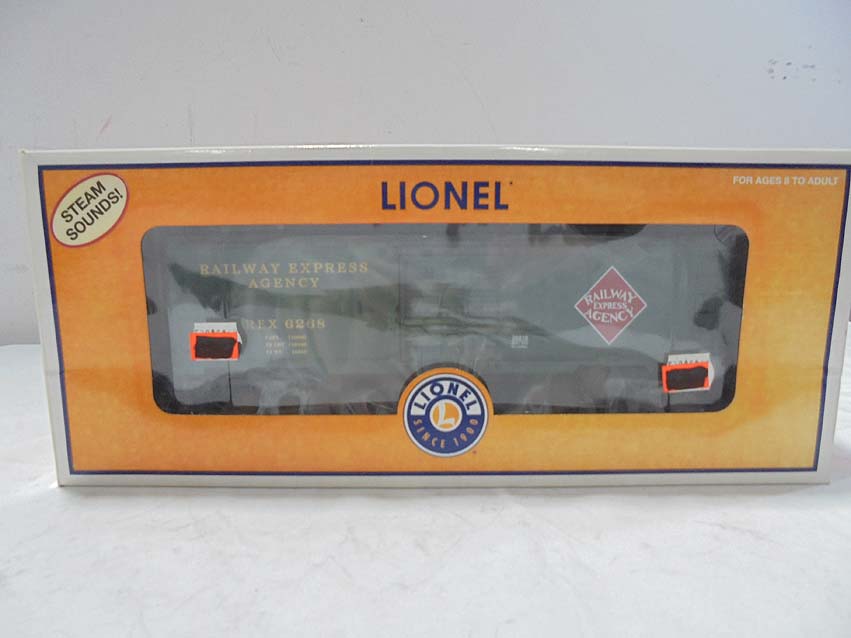 STEAM
SOUNDS!
LIONEL
FOR AGES 8 TO ADULT
RAILWAY EXPRESS
AGENCY
REX 6268
RAILWAY
EXPRESS
AGENCY
LIONEL
L
SINCE 1900